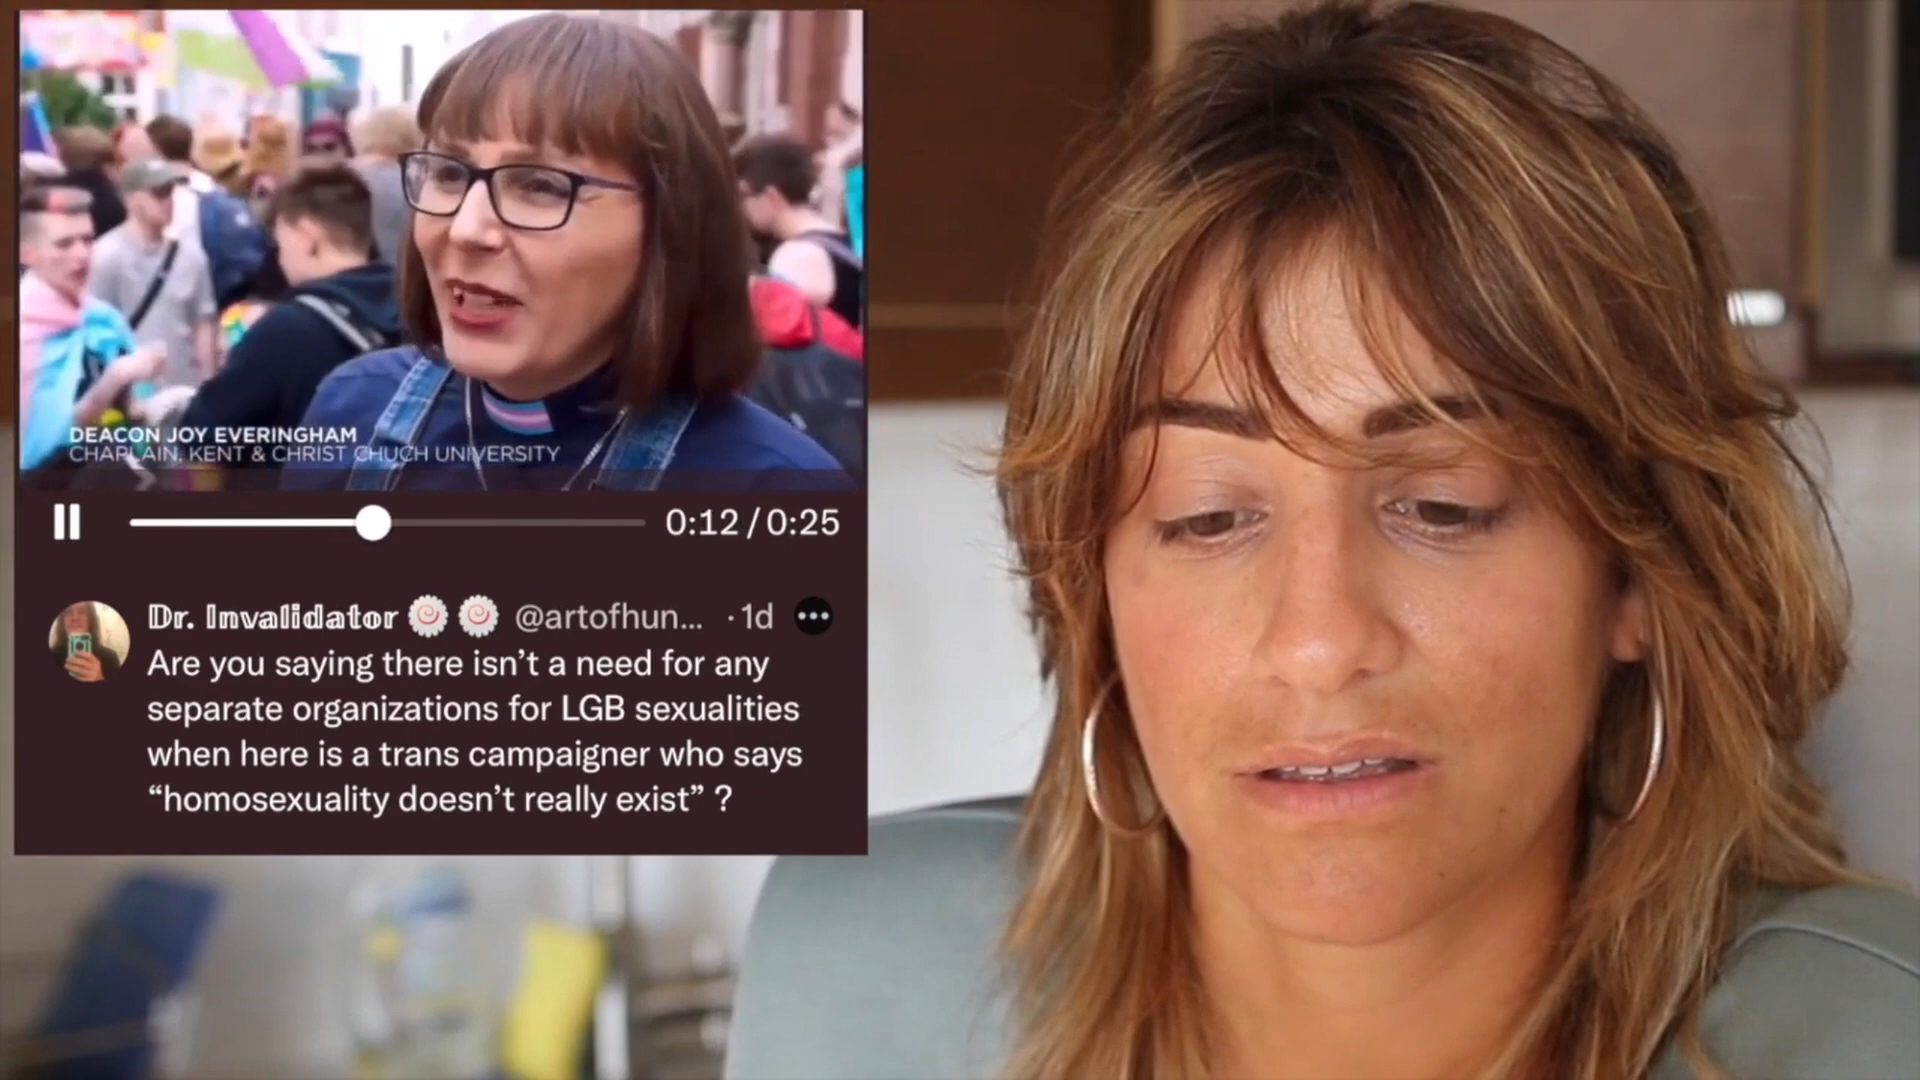 DEACON JOY EVERINGHAM
CHAPLAIN, KENT & CHRIST CHUCH UNIVERSITY
0:12 / 0:25
Dr. Invalidator @artofhun... · 1d
Are you saying there isn’t a need for any
separate organizations for LGB sexualities
when here is a trans campaigner who says
“homosexuality doesn’t really exist” ?